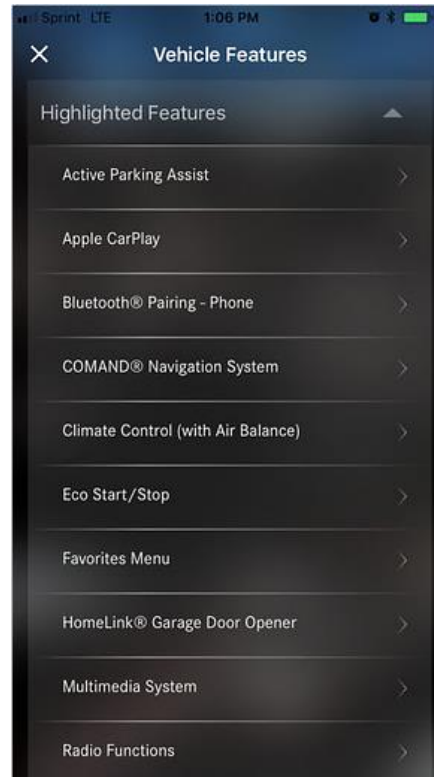 Sprint LTE 1:06 PM
Vehicle Features
Highlighted Features
Active Parking Assist
Apple CarPlay
Bluetooth® Pairing - Phone
COMAND® Navigation System
Climate Control (with Air Balance)
Eco Start/Stop
Favorites Menu
HomeLink® Garage Door Opener
Multimedia System
Radio Functions